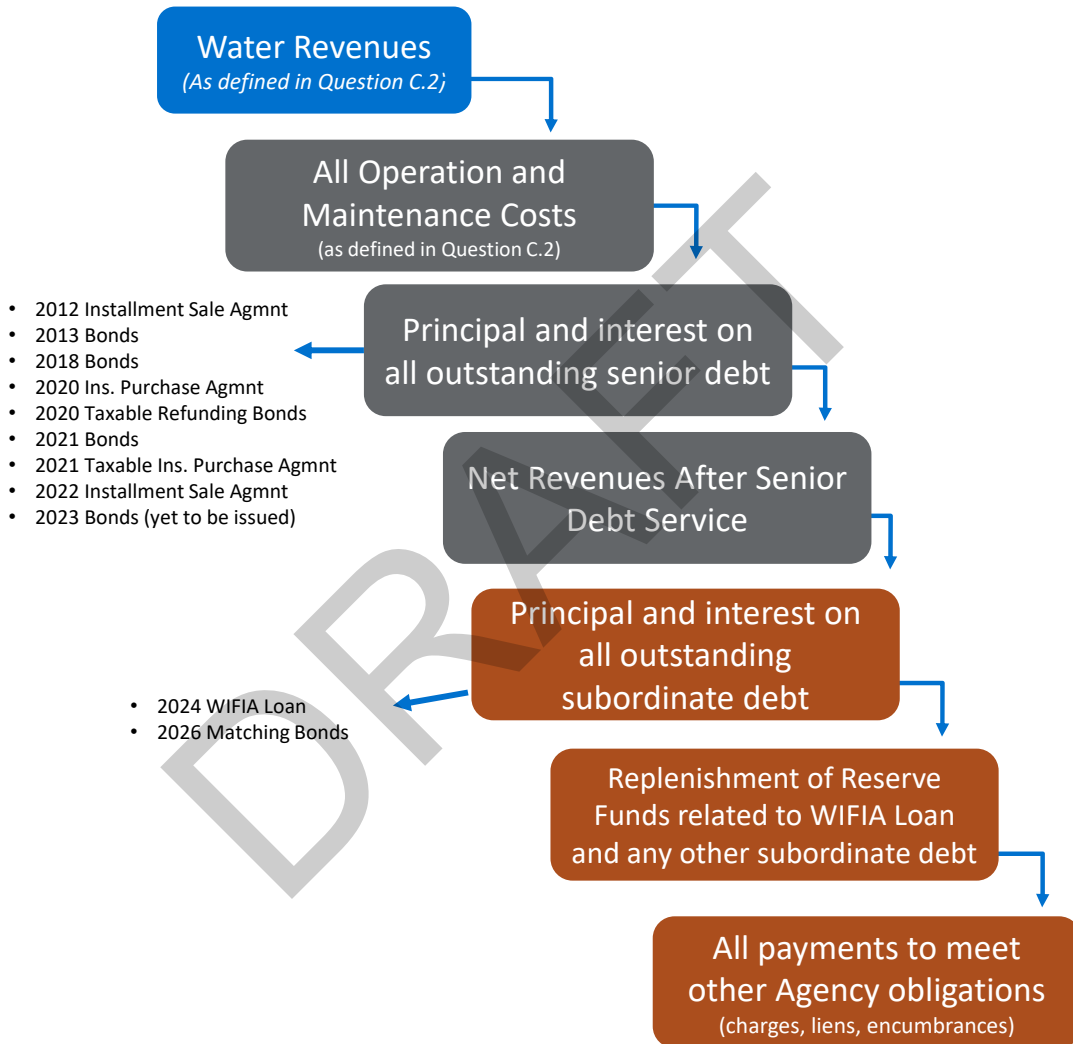 Water Revenues
(As defined in Question C.2)
All Operation and
Maintenance Costs
(as defined in Question C.2)
• 2012 Installment Sale Agmnt
• 2013 Bonds
• 2018 Bonds
• 2020 Ins. Purchase Agmnt
• 2020 Taxable Refunding Bonds
• 2021 Bonds
• 2021 Taxable Ins. Purchase Agmnt
• 2022 Installment Sale Agmnt
• 2023 Bonds (yet to be issued)
Principal and interest on
all outstanding senior debt
Net Revenues After Senior
Debt Service
Principal and interest on
all outstanding
subordinate debt
• 2024 WIFIA Loan
• 2026 Matching Bonds
Replenishment of Reserve
Funds related to WIFIA Loan
and any other subordinate debt
All payments to meet
other Agency obligations
(charges, liens, encumbrances)
DRAFT